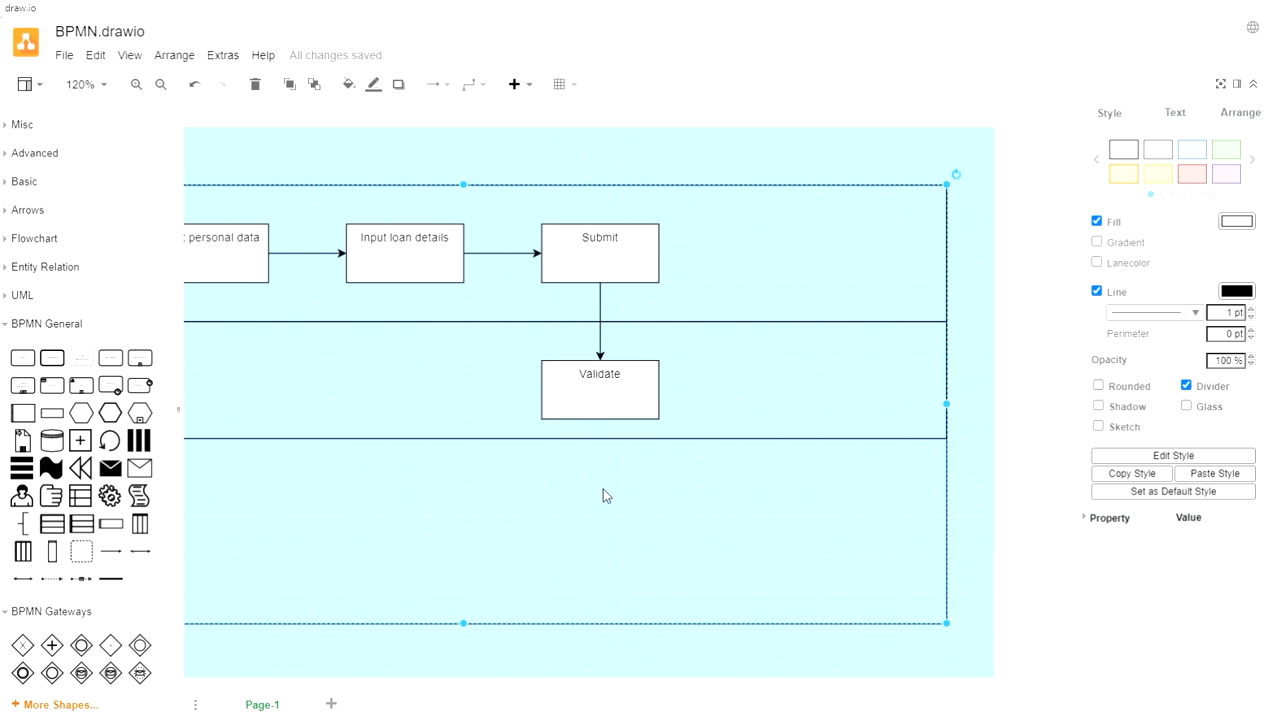 draw.io
BPMN.drawio
File Edit View Arrange Extras Help All changes saved
120%
Style Text Arrange
Misc
Advanced
Basic
Arrows
Flowchart
Entity Relation
UML
BPMN General
BPMN Gateways
+ More Shapes...
personal data
Input loan details
Submit
Validate
Fill
Gradient
Lanecolor
Line
1 pt
Perimeter 0 pt
Opacity 100 %
Rounded Divider
Shadow Glass
Sketch
Edit Style
Copy Style Paste Style
Set as Default Style
Property Value
Page-1